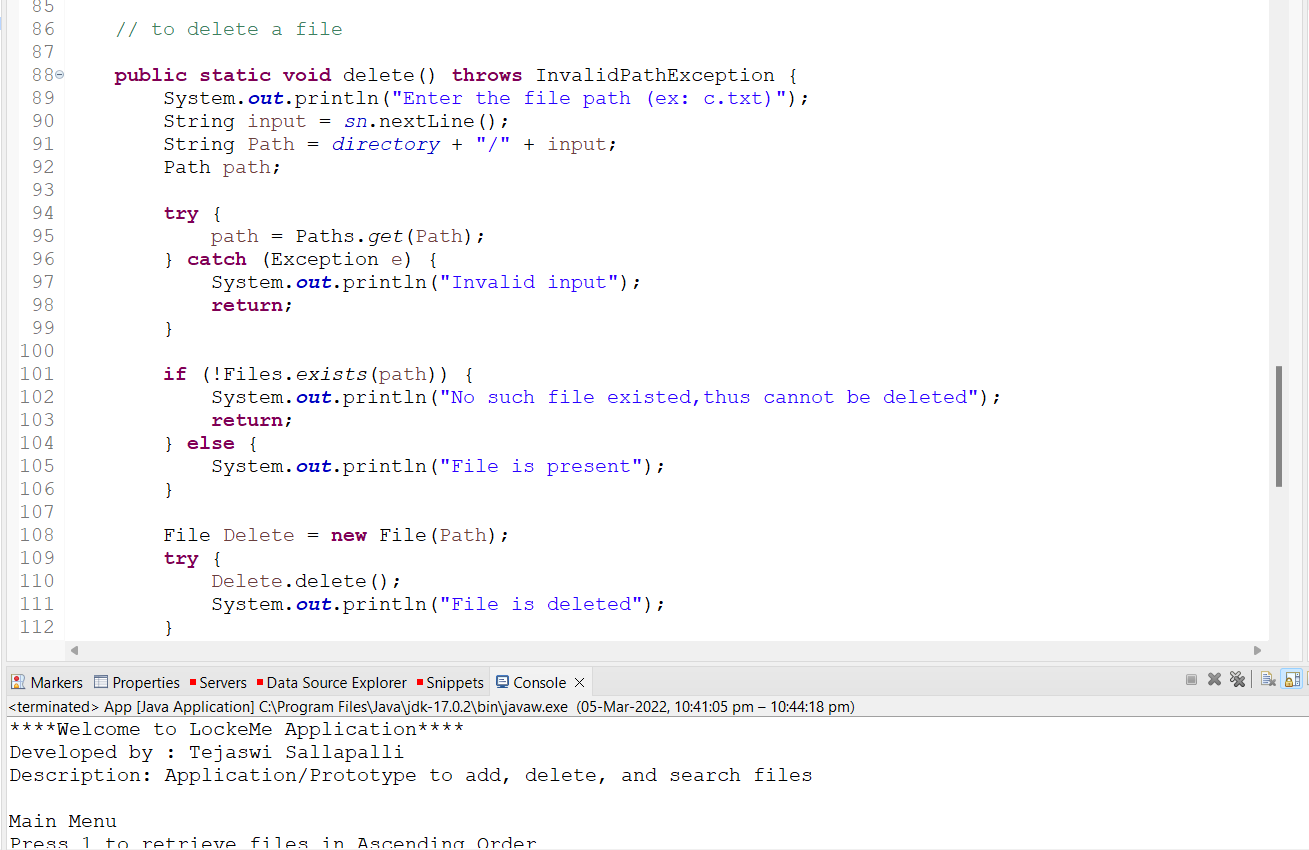 85
86 // to delete a file
87
88 public static void delete() throws InvalidPathException {
89 System.out.println("Enter the file path (ex: c.txt)");
90 String input = sn.nextLine();
91 String Path = directory + "/" + input;
92 Path path;
93
94 try {
95 path = Paths.get(Path);
96 } catch (Exception e) {
97 System.out.println("Invalid input");
98 return;
99 }
100
101 if (!Files.exists(path)) {
102 System.out.println("No such file existed,thus cannot be deleted");
103 return;
104 } else {
105 System.out.println("File is present");
106 }
107
108 File Delete = new File(Path);
109 try {
110 Delete.delete();
111 System.out.println("File is deleted");
112 }
Markers Properties Servers Data Source Explorer Snippets Console
<terminated> App [Java Application] C:\Program Files\Java\jdk-17.0.2\bin\javaw.exe (05-Mar-2022, 10:41:05 pm – 10:44:18 pm)
****Welcome to LockeMe Application****
Developed by : Tejaswi Sallapalli
Description: Application/Prototype to add, delete, and search files
Main Menu
Press 1 to retrieve files in Ascending Order